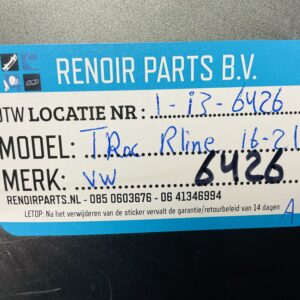 RENOIR PARTS B.V.
OTW LOCATIE NR: 1-13-6426
MODEL: T Roc Rline 16-21
MERK: VW 6426
RENOIRPARTS.NL - 085 0603676 - 06 41346994
LETOP: Na het verwijderen van de sticker vervalt de garantie/retourbeleid van 14 dagen
A